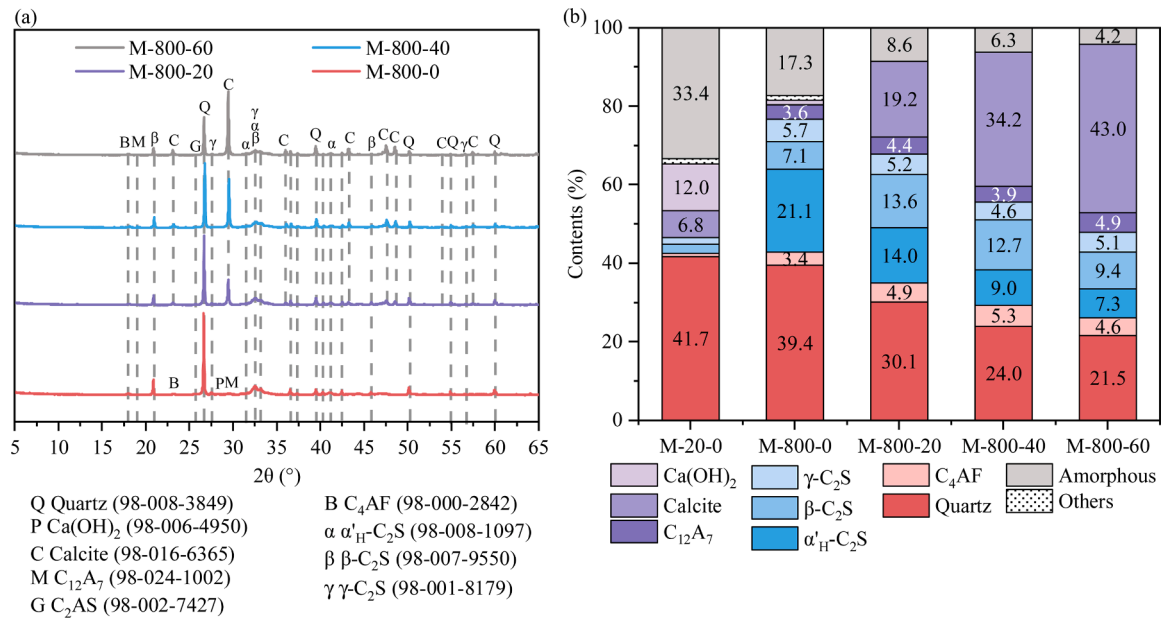 (a)
M-800-60
M-800-40
M-800-20
M-800-0
B M β C Q G γ C α γ α β C Q α C β C C Q C Q γ C Q
B PM
5 10 15 20 25 30 35 40 45 50 55 60 65
2θ (°)
Q Quartz (98-008-3849)
P Ca(OH)₂ (98-006-4950)
C Calcite (98-016-6365)
M C₁₂A₇ (98-024-1002)
G C₂AS (98-002-7427)
B C₄AF (98-000-2842)
α α'H-C₂S (98-008-1097)
β β-C₂S (98-007-9550)
γ γ-C₂S (98-001-8179)
(b)
Contents (%)
100
80
60
40
20
0
33.4
12.0
6.8
41.7
17.3
3.6
5.7
7.1
21.1
3.4
39.4
8.6
19.2
4.4
5.2
13.6
14.0
4.9
30.1
6.3
34.2
3.9
4.6
12.7
9.0
5.3
24.0
4.2
43.0
4.9
5.1
9.4
7.3
4.6
21.5
M-20-0 M-800-0 M-800-20 M-800-40 M-800-60
Ca(OH)₂
Calcite
C₁₂A₇
γ-C₂S
β-C₂S
α'H-C₂S
C₄AF
Quartz
Amorphous
Others